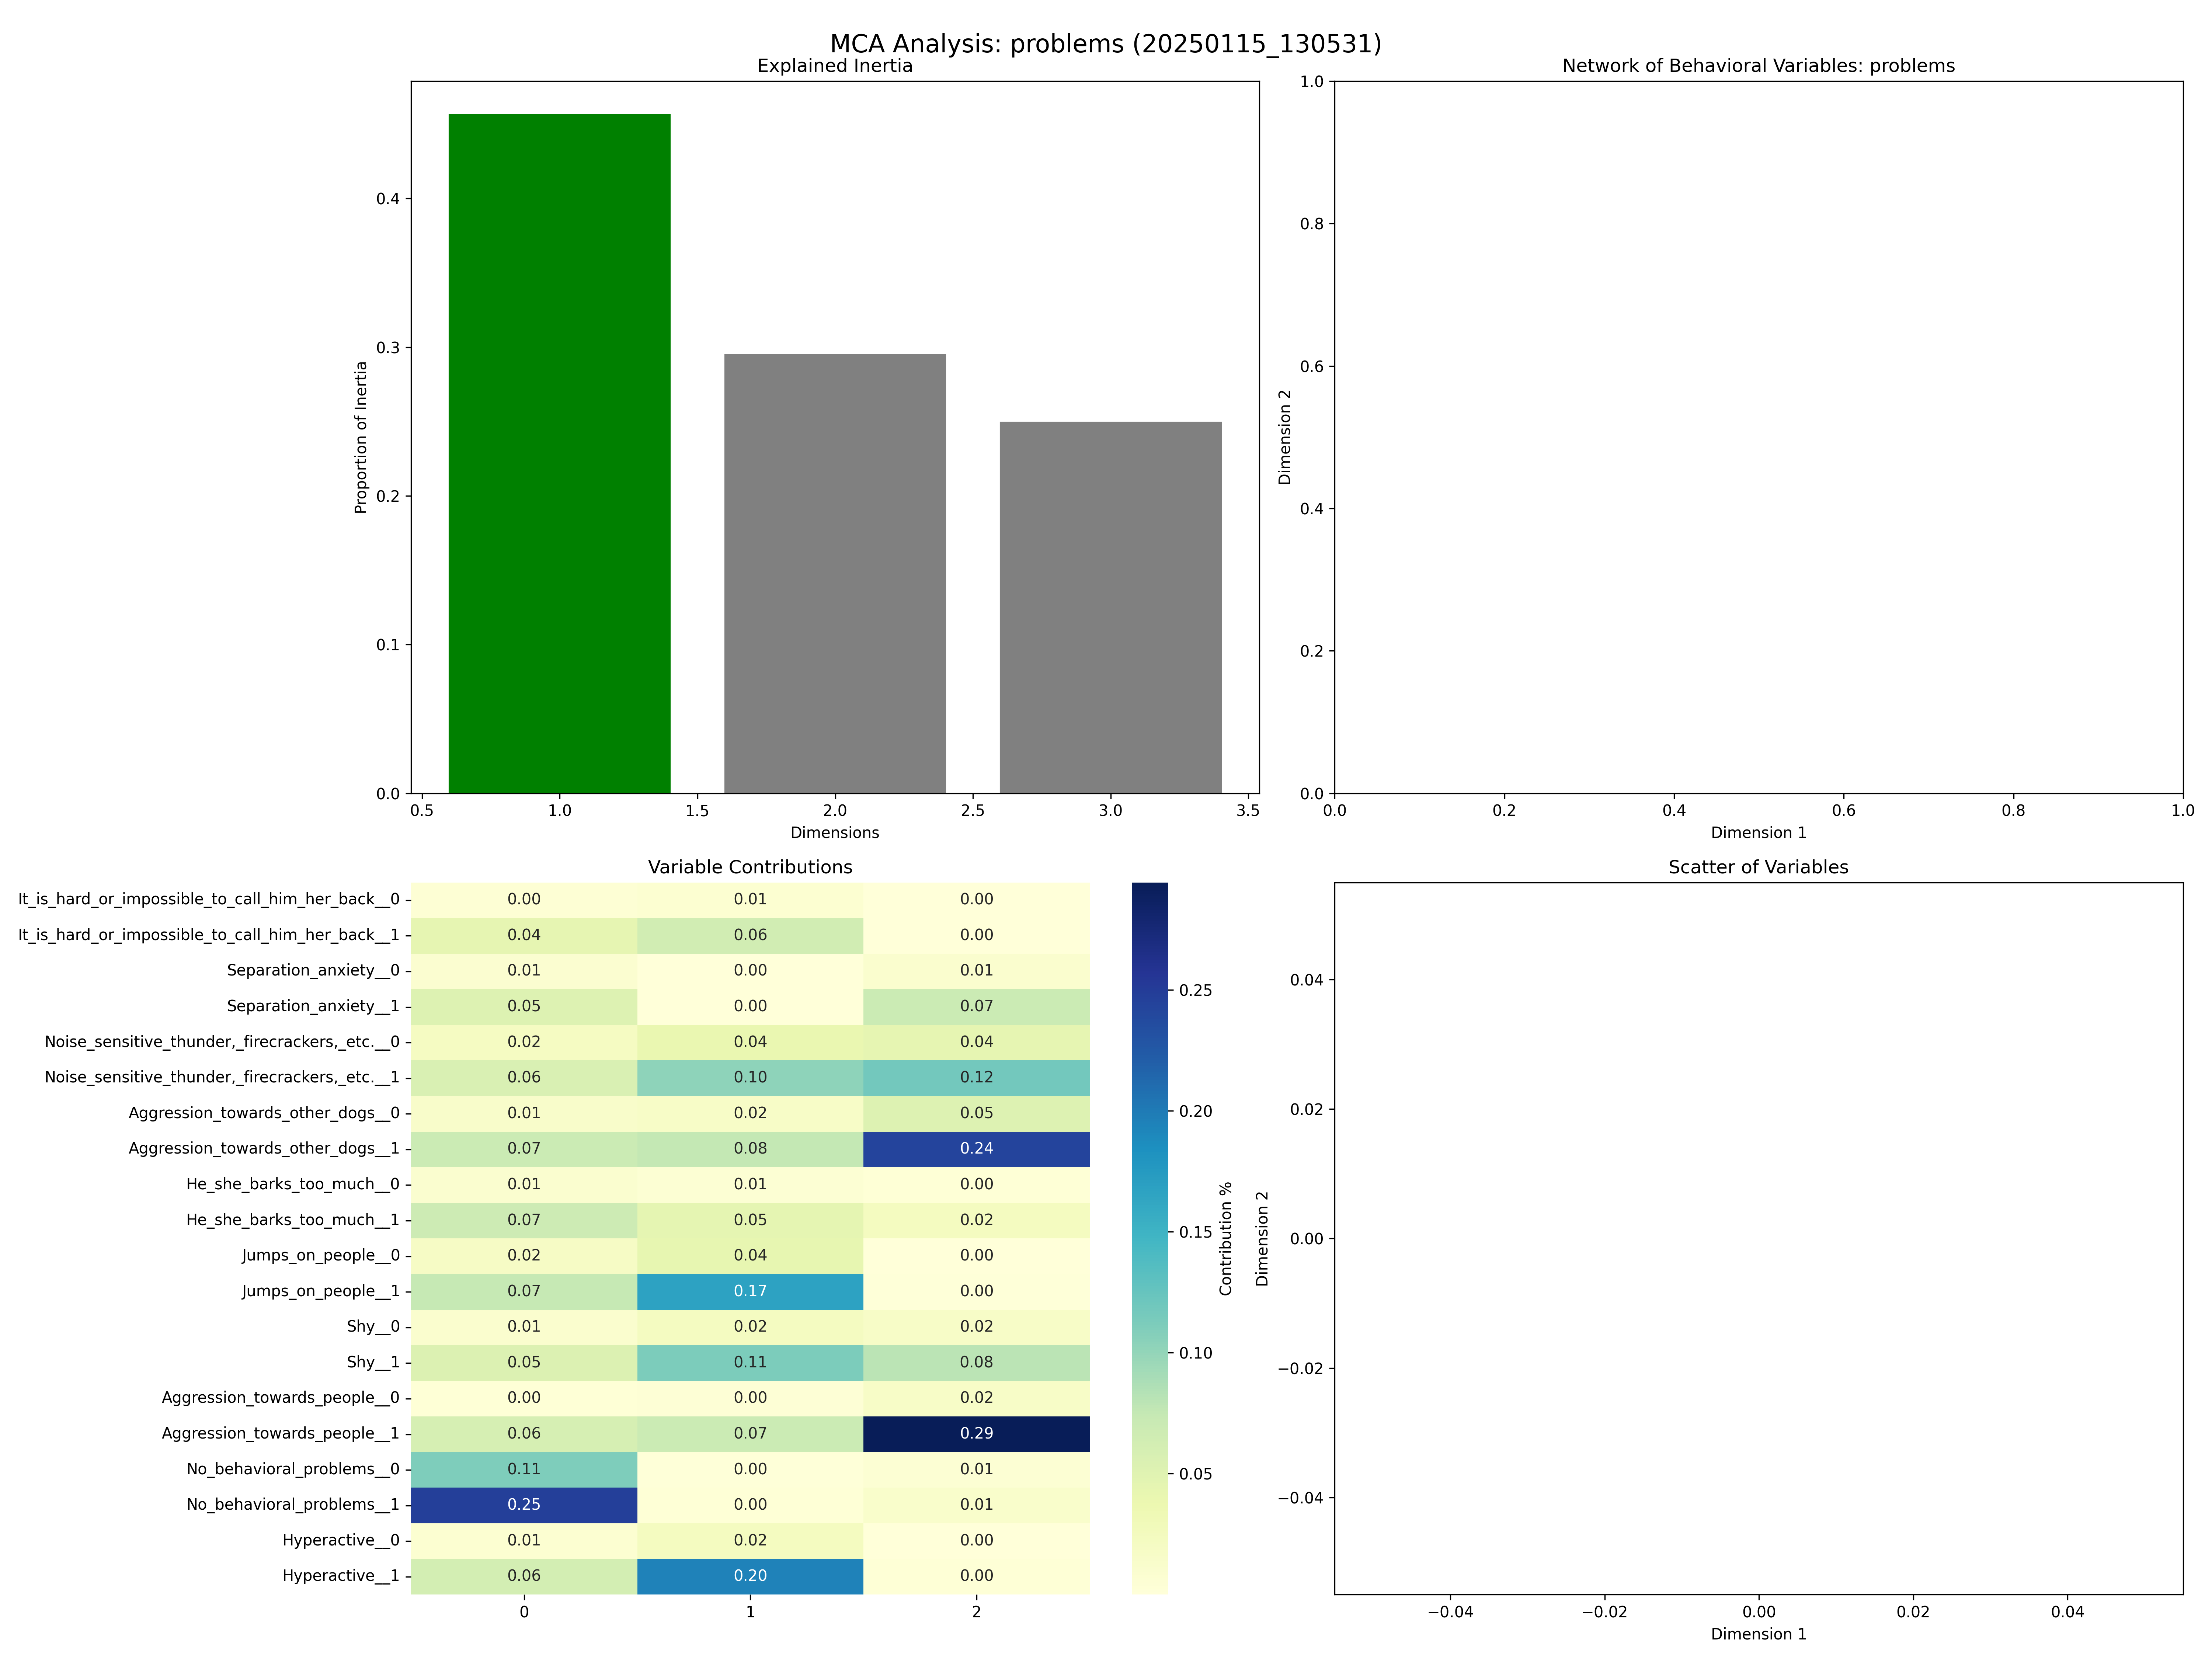 MCA Analysis: problems (20250115_130531)
Explained Inertia
Proportion of Inertia
0.4
0.3
0.2
0.1
0.0
0.5 1.0 1.5 2.0 2.5 3.0 3.5
Dimensions
Network of Behavioral Variables: problems
Dimension 2
1.0
0.8
0.6
0.4
0.2
0.0
0.0 0.2 0.4 0.6 0.8 1.0
Dimension 1
Variable Contributions
It_is_hard_or_impossible_to_call_him_her_back__0 0.00 0.01 0.00
It_is_hard_or_impossible_to_call_him_her_back__1 0.04 0.06 0.00
Separation_anxiety__0 0.01 0.00 0.01
Separation_anxiety__1 0.05 0.00 0.07
Noise_sensitive_thunder,_firecrackers,_etc.__0 0.02 0.04 0.04
Noise_sensitive_thunder,_firecrackers,_etc.__1 0.06 0.10 0.12
Aggression_towards_other_dogs__0 0.01 0.02 0.05
Aggression_towards_other_dogs__1 0.07 0.08 0.24
He_she_barks_too_much__0 0.01 0.01 0.00
He_she_barks_too_much__1 0.07 0.05 0.02
Jumps_on_people__0 0.02 0.04 0.00
Jumps_on_people__1 0.07 0.17 0.00
Shy__0 0.01 0.02 0.02
Shy__1 0.05 0.11 0.08
Aggression_towards_people__0 0.00 0.00 0.02
Aggression_towards_people__1 0.06 0.07 0.29
No_behavioral_problems__0 0.11 0.00 0.01
No_behavioral_problems__1 0.25 0.00 0.01
Hyperactive__0 0.01 0.02 0.00
Hyperactive__1 0.06 0.20 0.00
0 1 2
0.25
0.20
0.15
0.10
0.05
Contribution %
Scatter of Variables
Dimension 2
0.04
0.02
0.00
−0.02
−0.04
−0.04 −0.02 0.00 0.02 0.04
Dimension 1